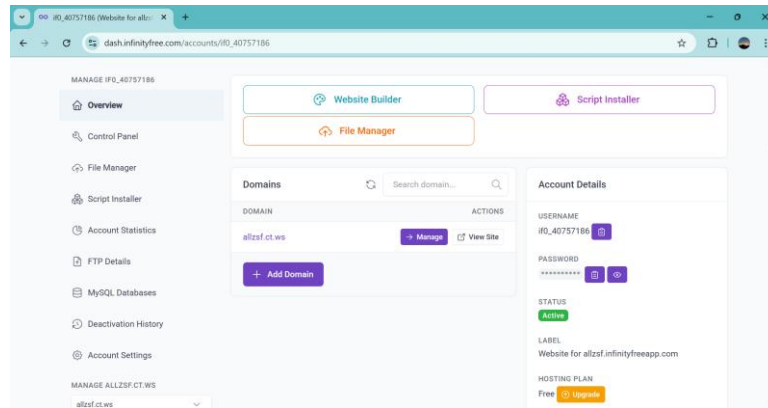 if0_40757186 (Website for allzs
dash.infinityfree.com/accounts/if0_40757186
MANAGE IF0_40757186
Overview
Control Panel
File Manager
Script Installer
Account Statistics
FTP Details
MySQL Databases
Deactivation History
Account Settings
MANAGE ALLZSF.CT.WS
allzsf.ct.ws
Website Builder
Script Installer
File Manager
Domains
Search domain...
DOMAIN ACTIONS
allzsf.ct.ws Manage View Site
Add Domain
Account Details
USERNAME
if0_40757186
PASSWORD
**********
STATUS
Active
LABEL
Website for allzsf.infinityfreeapp.com
HOSTING PLAN
Free Upgrade